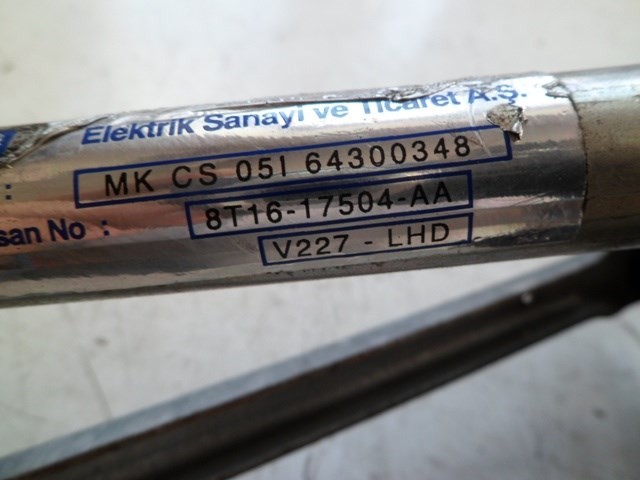 Elektrik Sanayi ve Ticaret A.Ş.
: MK CS 05I 64300348
san No : 8T16-17504-AA
V227 - LHD